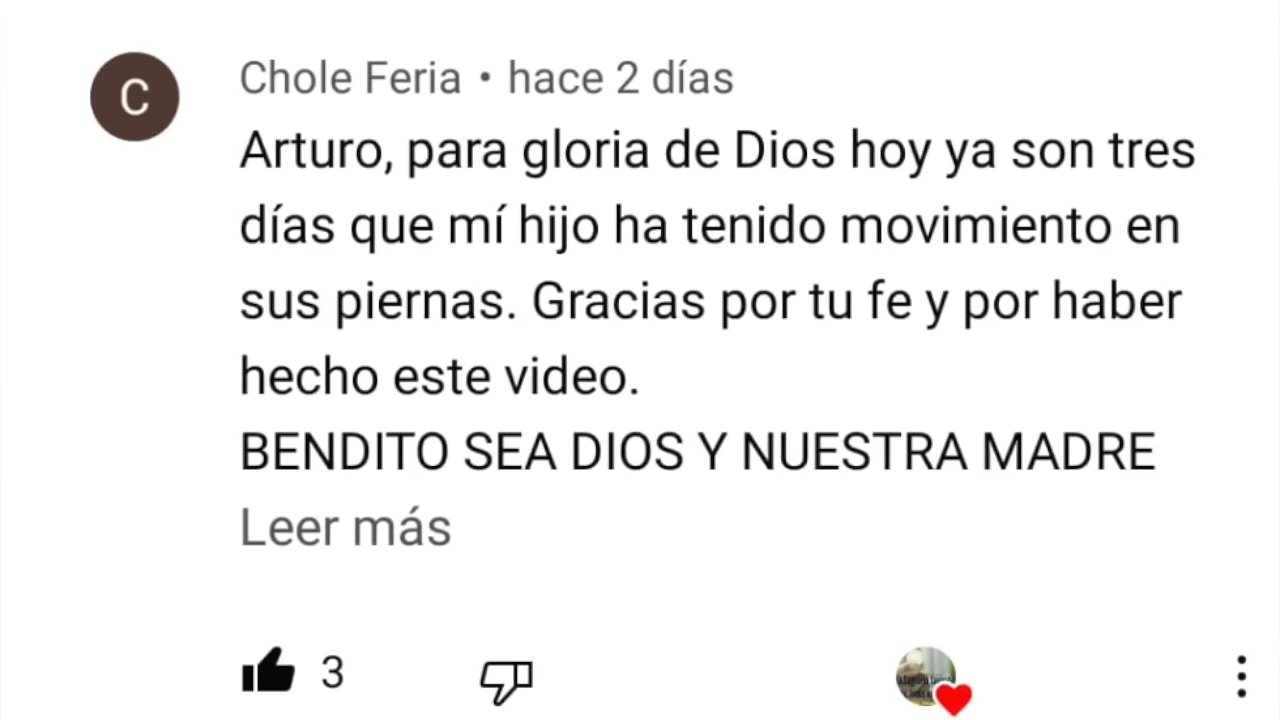 C
Chole Feria • hace 2 días
Arturo, para gloria de Dios hoy ya son tres
días que mí hijo ha tenido movimiento en
sus piernas. Gracias por tu fe y por haber
hecho este video.
BENDITO SEA DIOS Y NUESTRA MADRE
Leer más
3